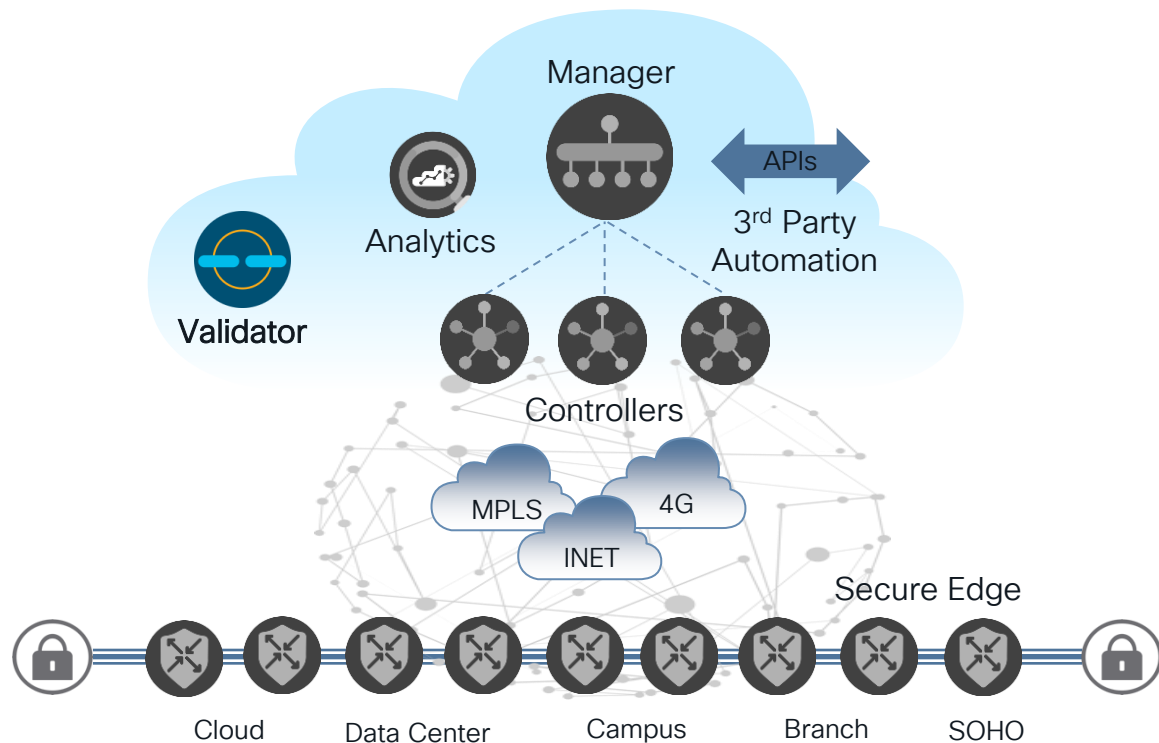 Manager
APIs
Analytics
3rd Party
Automation
Validator
Controllers
MPLS
4G
INET
Secure Edge
Cloud
Data Center
Campus
Branch
SOHO